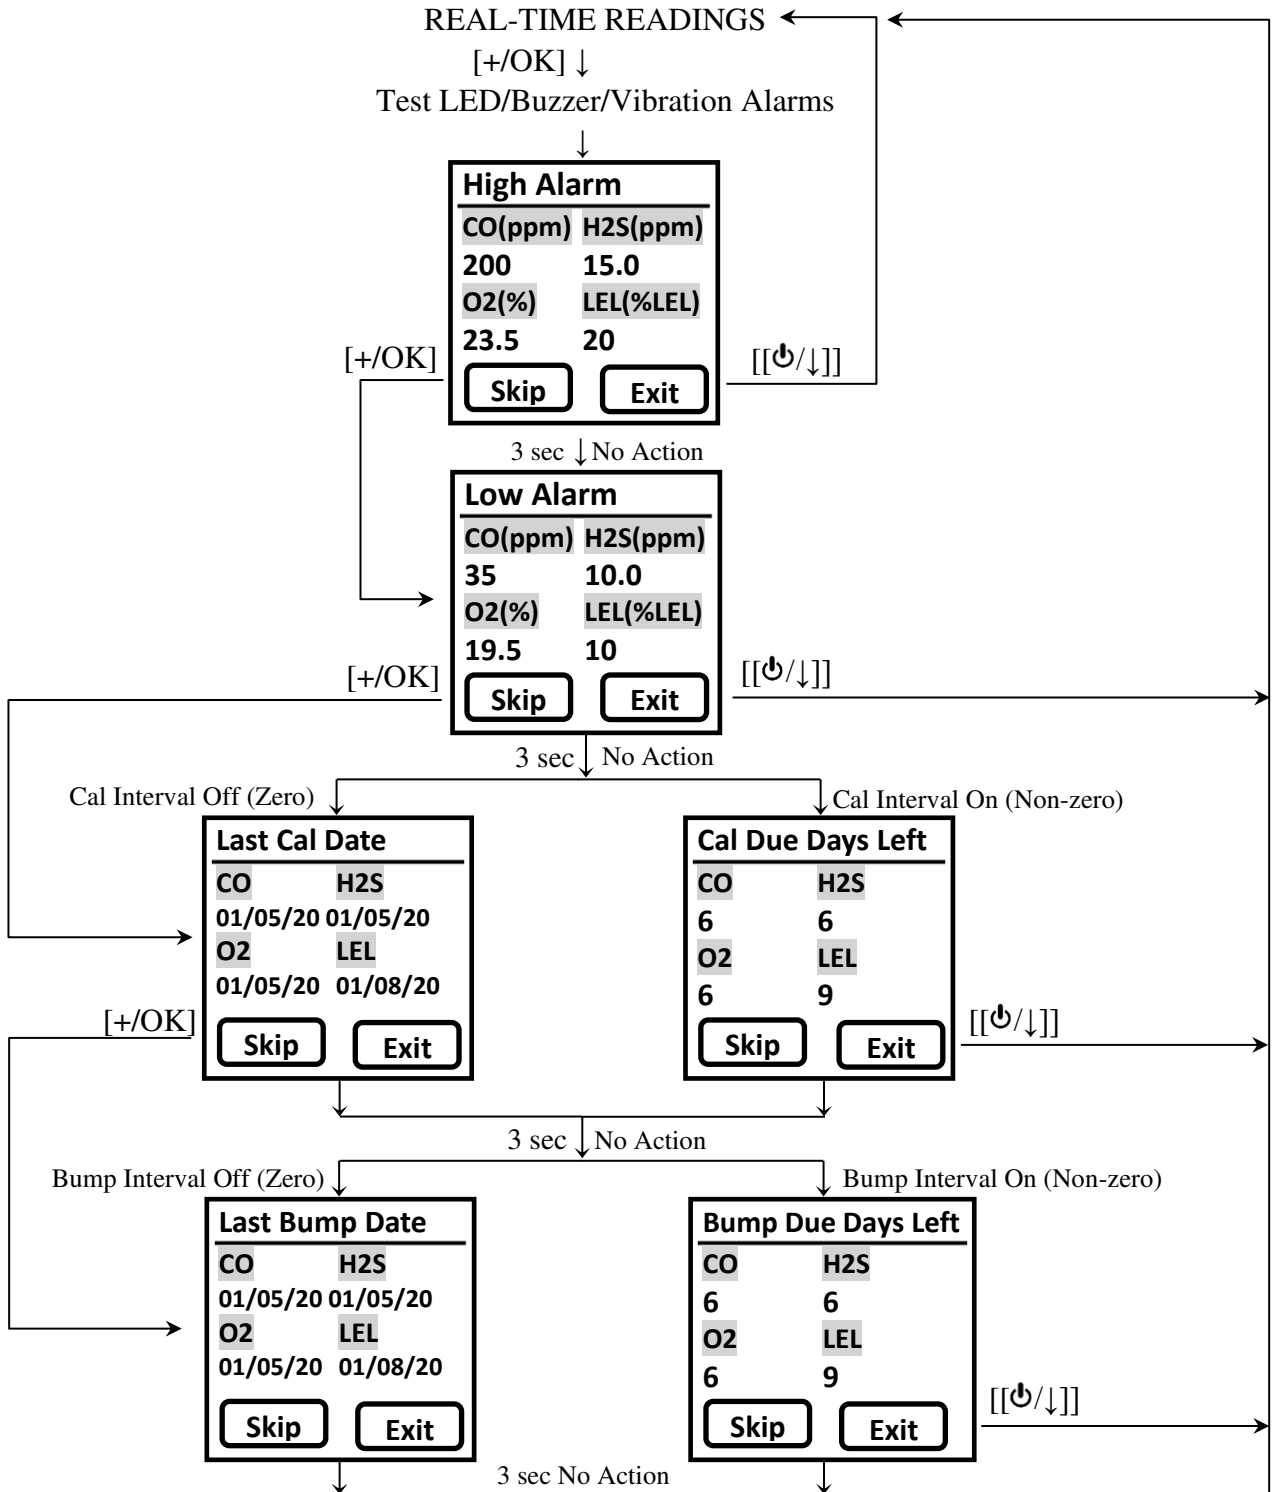 REAL-TIME READINGS
[+/OK] ↓
Test LED/Buzzer/Vibration Alarms
↓
High Alarm
CO(ppm) H2S(ppm)
200 15.0
O2(%) LEL(%LEL)
23.5 20
[+/OK]
[[⏻/↓]]
Skip Exit
3 sec ↓ No Action
Low Alarm
CO(ppm) H2S(ppm)
35 10.0
O2(%) LEL(%LEL)
19.5 10
[+/OK]
[[⏻/↓]]
Skip Exit
3 sec No Action
Cal Interval Off (Zero)
Cal Interval On (Non-zero)
Last Cal Date
CO H2S
01/05/20 01/05/20
O2 LEL
01/05/20 01/08/20
[+/OK]
Skip Exit
Cal Due Days Left
CO H2S
6 6
O2 LEL
6 9
[[⏻/↓]]
Skip Exit
3 sec No Action
Bump Interval Off (Zero)
Bump Interval On (Non-zero)
Last Bump Date
CO H2S
01/05/20 01/05/20
O2 LEL
01/05/20 01/08/20
Skip Exit
Bump Due Days Left
CO H2S
6 6
O2 LEL
6 9
[[⏻/↓]]
Skip Exit
3 sec No Action